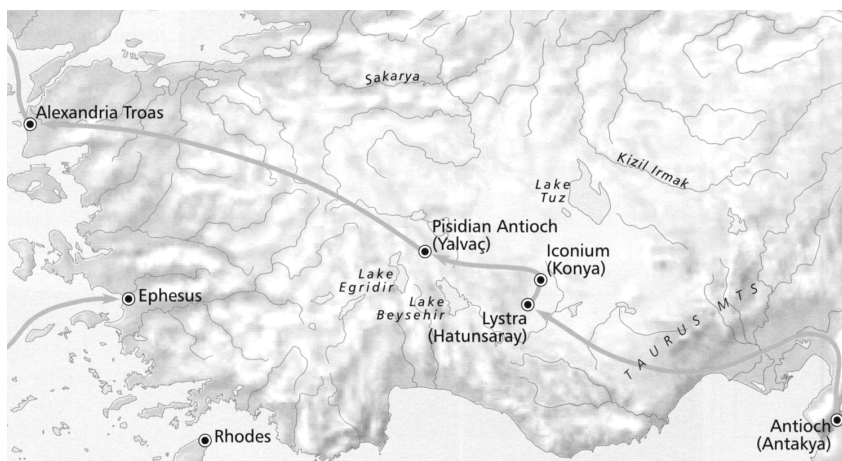 Sakarya
Alexandria Troas
Kizil Irmak
Lake
Tuz
Pisidian Antioch
(Yalvaç)
Iconium
(Konya)
Lake
Egridir
Ephesus
Lake
Beysehir
Lystra
(Hatunsaray)
TAURUS MTS
Rhodes
Antioch
(Antakya)